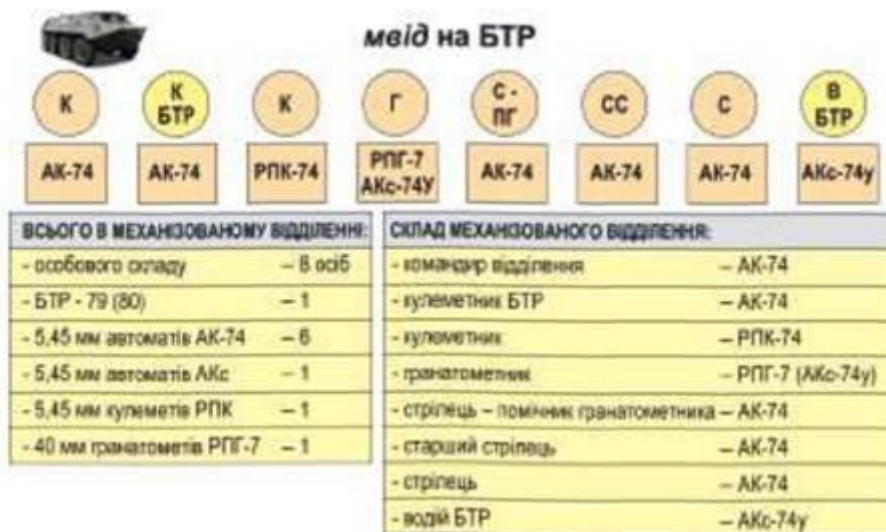 мвід на БТР
К
К БТР
К
Г
С - ПГ
СС
С
В БТР
АК-74
АК-74
РПК-74
РПГ-7 АКс-74У
АК-74
АК-74
АК-74
АКс-74у
ВСЬОГО В МЕХАНІЗОВАНОМУ ВІДДІЛЕННІ:
- особового складу – 8 осіб
- БТР - 79 (80) – 1
- 5,45 мм автоматів АК-74 – 6
- 5,45 мм автоматів АКс – 1
- 5,45 мм кулеметів РПК – 1
- 40 мм гранатометів РПГ-7 – 1
СКЛАД МЕХАНІЗОВАНОГО ВІДДІЛЕННЯ:
- командир відділення – АК-74
- кулеметник БТР – АК-74
- кулеметник – РПК-74
- гранатометник – РПГ-7 (АКс-74у)
- стрілець – помічник гранатометника – АК-74
- старший стрілець – АК-74
- стрілець – АК-74
- водій БТР – АКс-74у